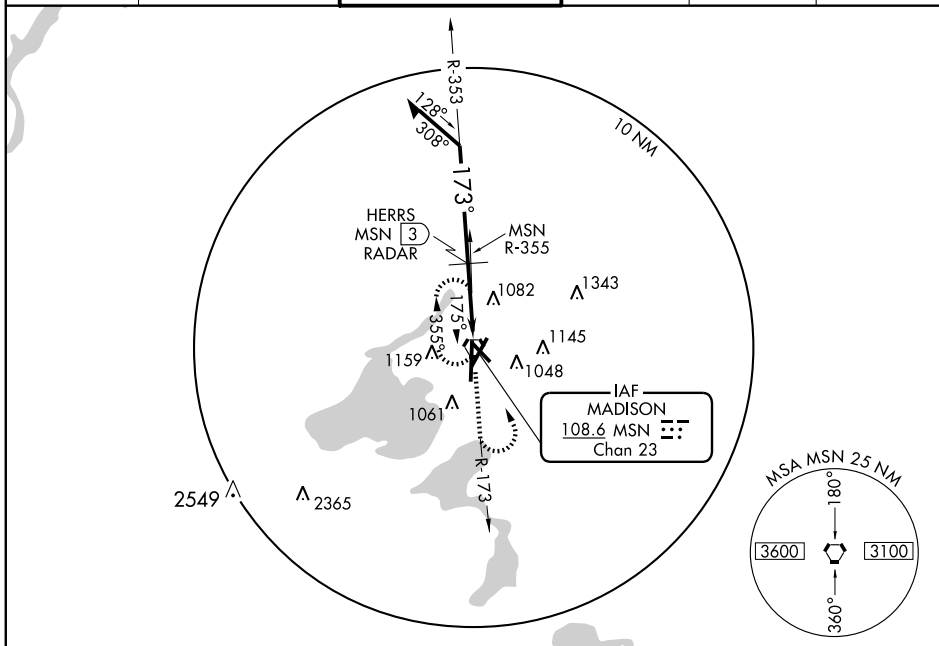 R-353
128°
308°
10 NM
173°
HERRS
MSN 3
RADAR
MSN
R-355
1082
1343
175°
355°
1145
1159
1048
IAF
MADISON
108.6 MSN
Chan 23
1061
R-173
2549
2365
MSA MSN 25 NM
180°
3600
3100
360°